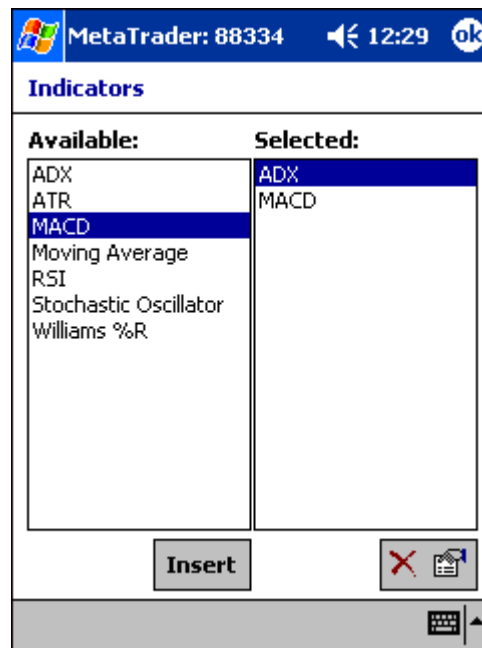 MetaTrader: 88334 12:29 ok
Indicators
Available:
ADX
ATR
MACD
Moving Average
RSI
Stochastic Oscillator
Williams %R
Selected:
ADX
MACD
Insert